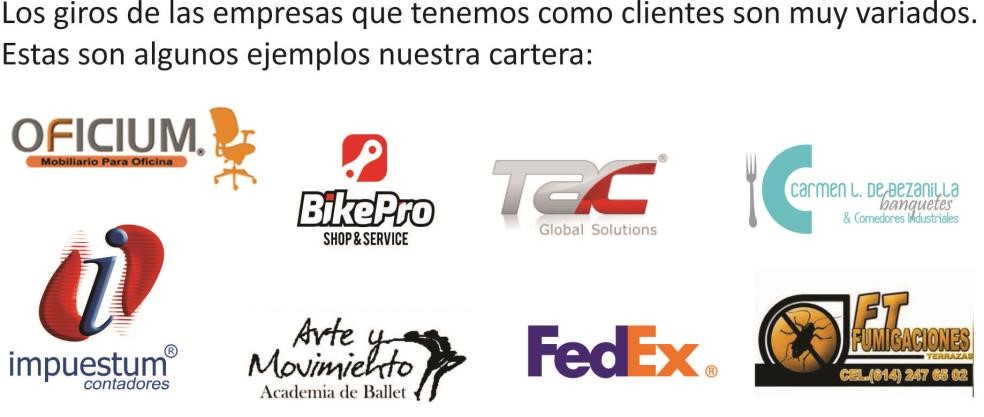 Los giros de las empresas que tenemos como clientes son muy variados.
Estas son algunos ejemplos nuestra cartera:
OFICIUM®
Mobiliario Para Oficina
BikePro
SHOP & SERVICE
Tac®
Global Solutions
Carmen L. De Bezanilla
banquetes
& Comedores Industriales
impuestum®
contadores
Arte y
Movimiento
Academia de Ballet
FedEx®
FT
FUMIGACIONES
TERRAZAS
CEL.(614) 247 65 02